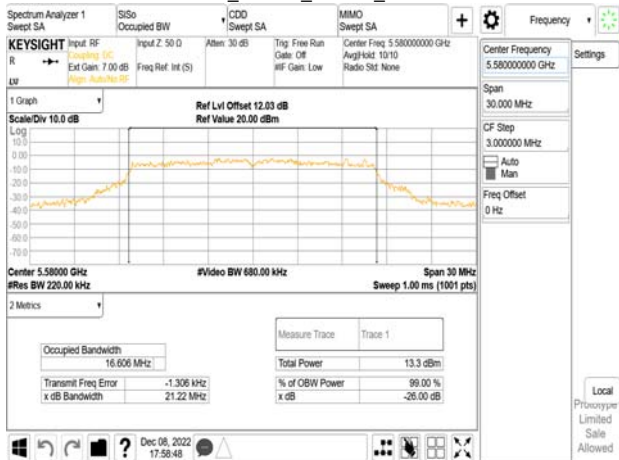 Spectrum Analyzer 1
Swept SA
SiSo
Occupied BW
CDD
Swept SA
MIMO
Swept SA
Frequency
KEYSIGHT
R
Input: RF
Coupling: DC
Ext Gain: 7.00 dB
Align: Auto/No RF
Input Z: 50 Ω
Freq Ref: Int (S)
Atten: 30 dB
Trig: Free Run
Gate: Off
#IF Gain: Low
Center Freq: 5.580000000 GHz
Avg|Hold: 10/10
Radio Std: None
Center Frequency
5.580000000 GHz
Settings
Span
30.000 MHz
CF Step
3.000000 MHz
Auto
Man
Freq Offset
0 Hz
1 Graph
Scale/Div 10.0 dB
Ref Lvl Offset 12.03 dB
Ref Value 20.00 dBm
Log
10.0
0.00
-10.0
-20.0
-30.0
-40.0
-50.0
-60.0
-70.0
Center 5.58000 GHz
#Res BW 220.00 kHz
#Video BW 680.00 kHz
Span 30 MHz
Sweep 1.00 ms (1001 pts)
2 Metrics
Measure Trace Trace 1
Occupied Bandwidth
16.606 MHz
Total Power 13.3 dBm
Transmit Freq Error -1.306 kHz
% of OBW Power 99.00 %
x dB Bandwidth 21.22 MHz
x dB -26.00 dB
Local
Prototype
Limited
Sale
Allowed
?
Dec 08, 2022
17:58:48